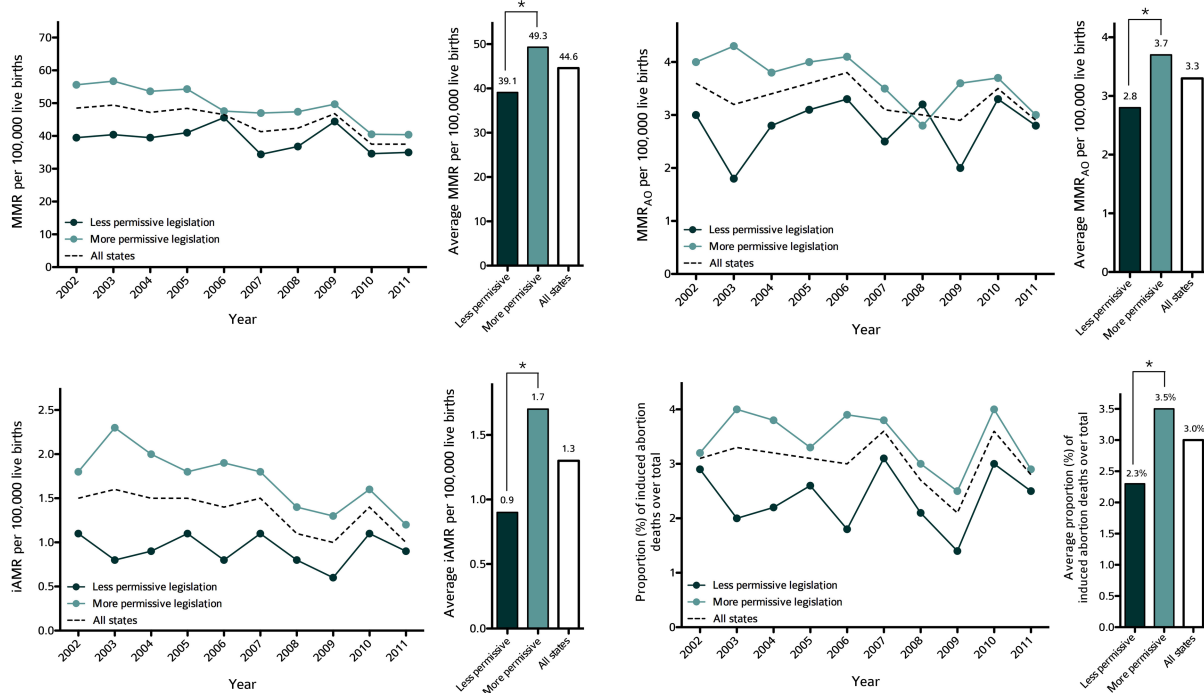 MMR per 100,000 live births
70
60
50
40
30
20
10
0
Less permissive legislation
More permissive legislation
All states
2002
2003
2004
2005
2006
2007
2008
2009
2010
2011
Year
Average MMR per 100,000 live births
50
40
30
20
10
0
*
39.1
49.3
44.6
Less permissive
More permissive
All states
MMRAO per 100,000 live births
4
3
2
1
0
Less permissive legislation
More permissive legislation
All states
2002
2003
2004
2005
2006
2007
2008
2009
2010
2011
Year
Average MMRAO per 100,000 live births
4
3
2
1
0
*
2.8
3.7
3.3
Less permissive
More permissive
All states
iAMR per 100,000 live births
2.5
2.0
1.5
1.0
0.5
0.0
Less permissive legislation
More permissive legislation
All states
2002
2003
2004
2005
2006
2007
2008
2009
2010
2011
Year
Average iAMR per 100,000 live births
1.5
1.0
0.5
0.0
*
0.9
1.7
1.3
Less permissive
More permissive
All states
Proportion (%) of induced abortion
deaths over total
4
3
2
1
0
Less permissive legislation
More permissive legislation
All states
2002
2003
2004
2005
2006
2007
2008
2009
2010
2011
Year
Average proportion (%) of
induced abortion deaths over total
3.5
3.0
2.5
2.0
1.5
1.0
0.5
0.0
*
2.3%
3.5%
3.0%
Less permissive
More permissive
All states